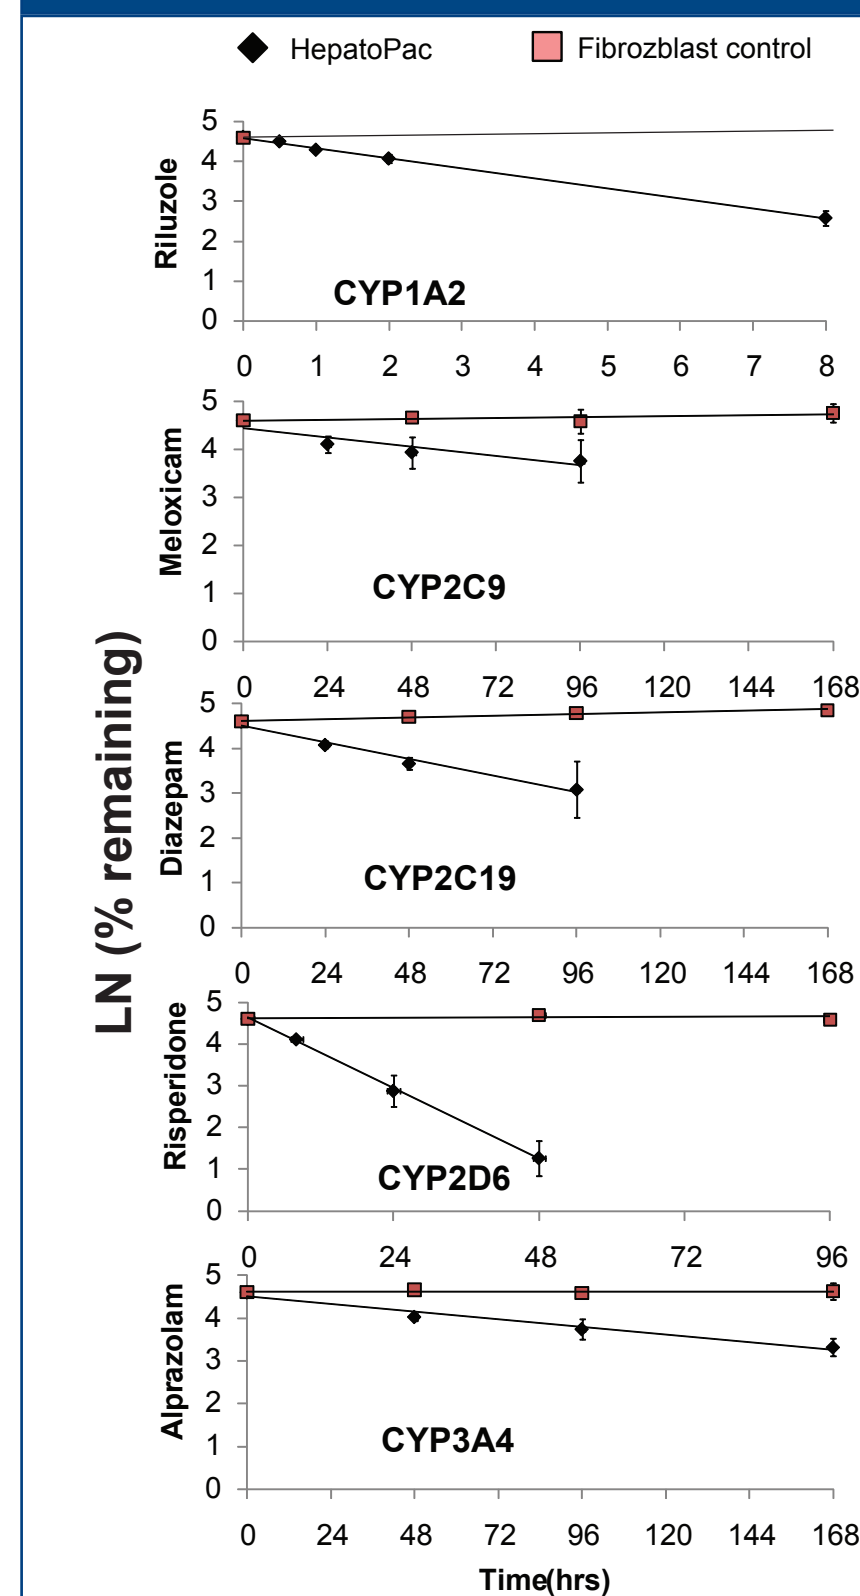 HepatoPac Fibrozblast control
LN (% remaining)
Riluzole
5
4
3
2
1
0
CYP1A2
0 1 2 3 4 5 6 7 8
Meloxicam
5
4
3
2
1
0
CYP2C9
0 24 48 72 96 120 144 168
Diazepam
5
4
3
2
1
0
CYP2C19
0 24 48 72 96 120 144 168
Risperidone
5
4
3
2
1
0
CYP2D6
0 24 48 72 96
Alprazolam
5
4
3
2
1
0
CYP3A4
0 24 48 72 96 120 144 168
Time(hrs)